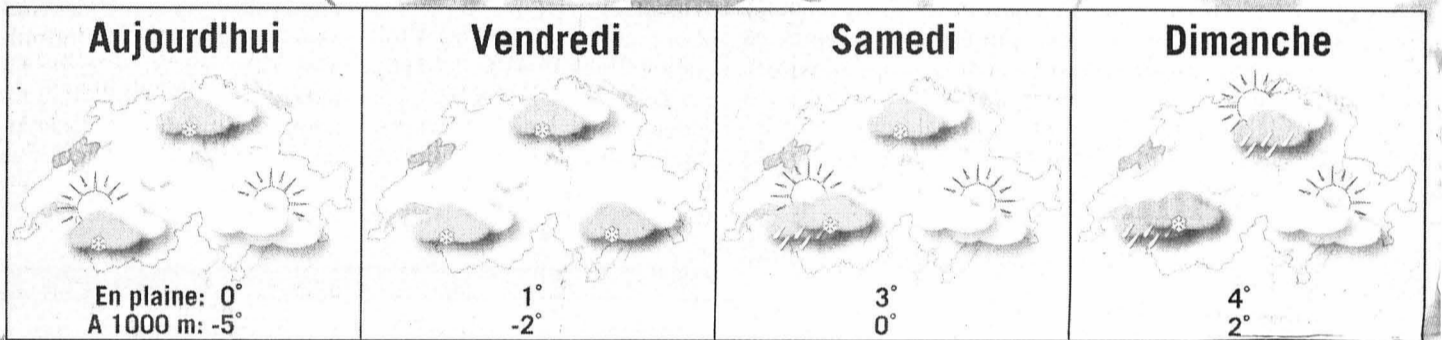 Aujourd'hui
En plaine: 0°
A 1000 m: -5°
Vendredi
1°
-2°
Samedi
3°
0°
Dimanche
4°
2°